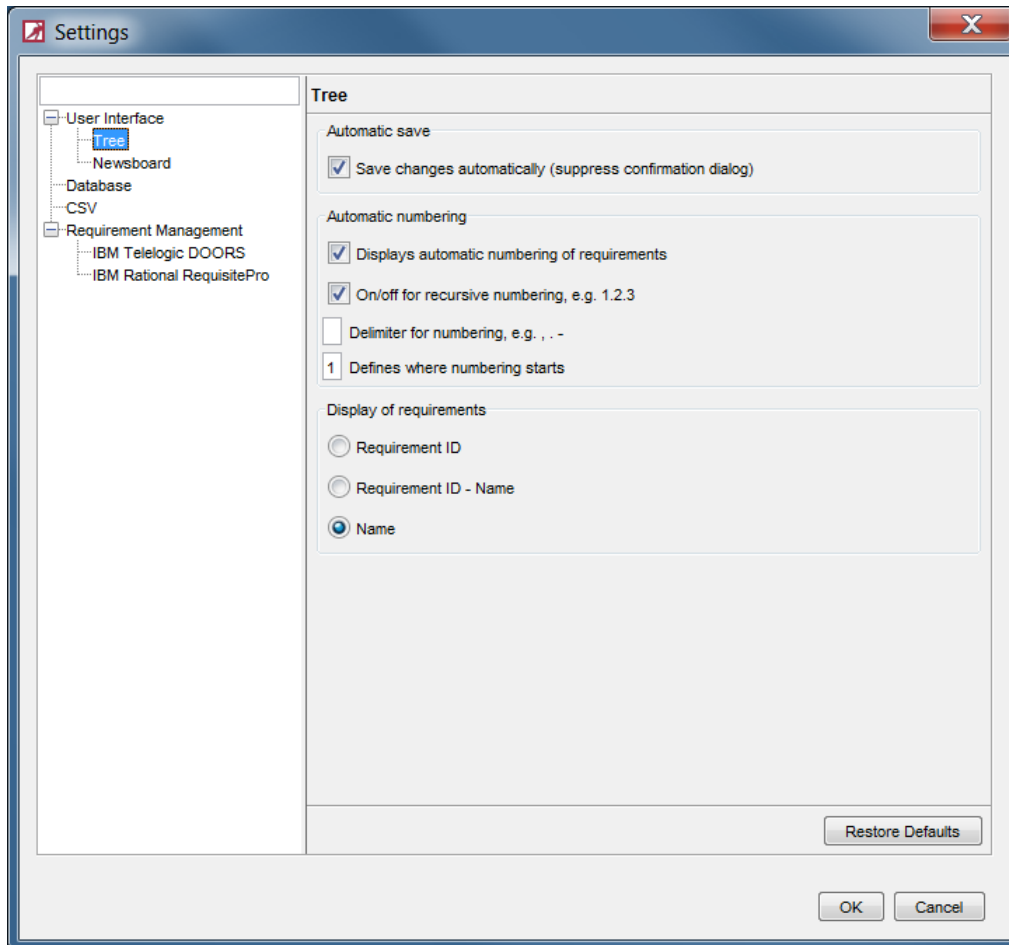 Settings
Tree
User Interface
Tree
Newsboard
Database
CSV
Requirement Management
IBM Telelogic DOORS
IBM Rational RequisitePro
Automatic save
Save changes automatically (suppress confirmation dialog)
Automatic numbering
Displays automatic numbering of requirements
On/off for recursive numbering, e.g. 1.2.3
Delimiter for numbering, e.g. , . -
1 Defines where numbering starts
Display of requirements
Requirement ID
Requirement ID - Name
Name
Restore Defaults
OK Cancel